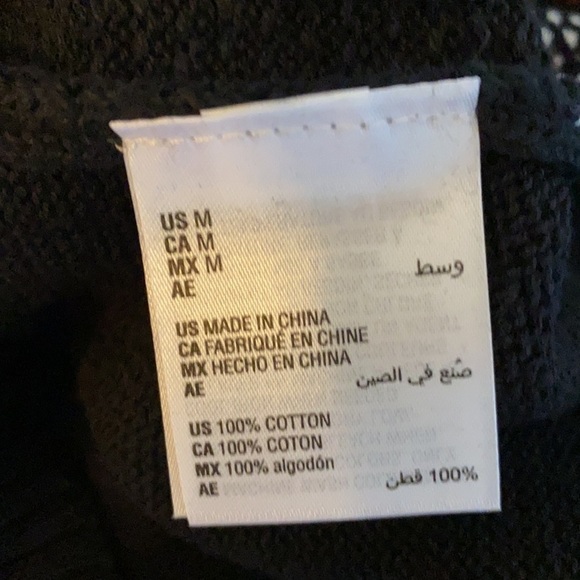 US M
CA M
MX M
AE وسط
US MADE IN CHINA
CA FABRIQUÉ EN CHINE
MX HECHO EN CHINA
AE صُنع في الصين
US 100% COTTON
CA 100% COTON
MX 100% algodón
AE 100% قطن